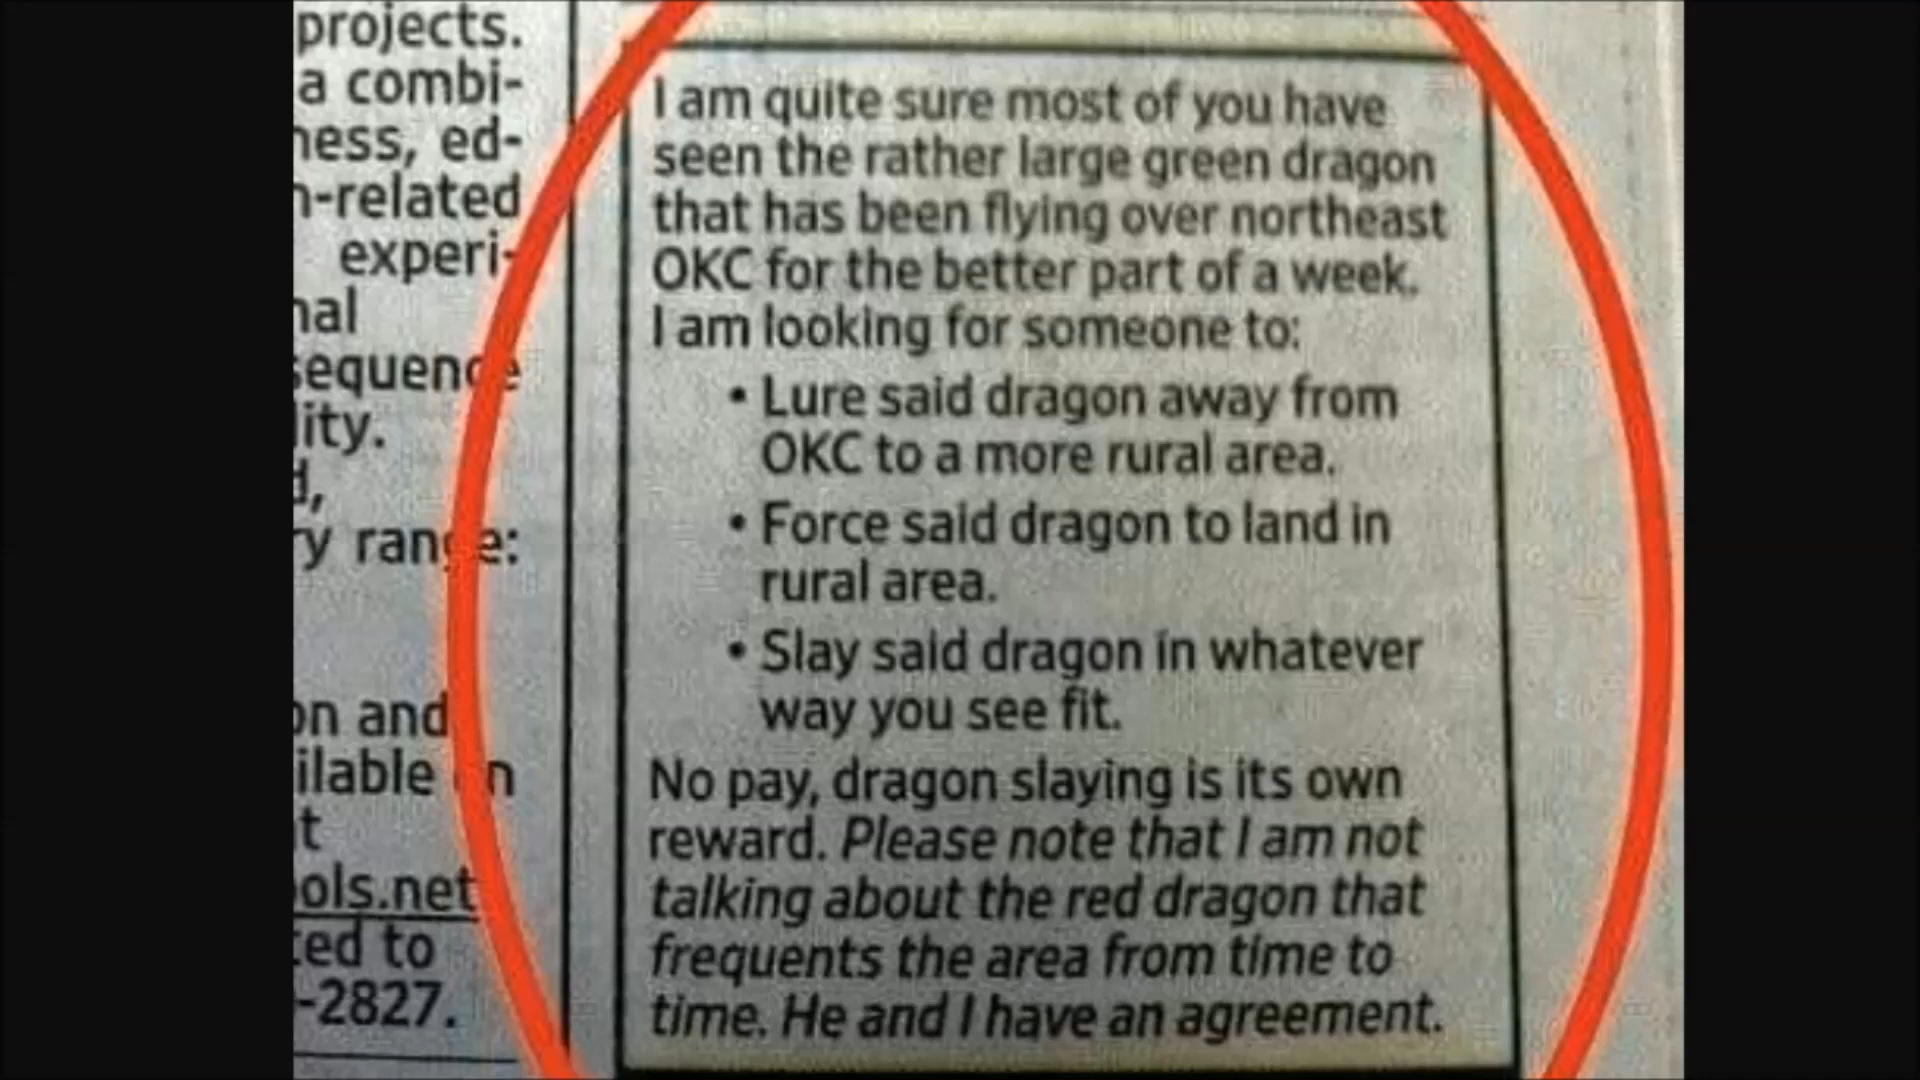 projects.
a combi-
ness, ed-
n-related
experi-
nal
sequence
lity.
d,
ry range:
on and
ilable on
t
ols.net
ted to
-2827.
I am quite sure most of you have
seen the rather large green dragon
that has been flying over northeast
OKC for the better part of a week.
I am looking for someone to:
• Lure said dragon away from
OKC to a more rural area.
• Force said dragon to land in
rural area.
• Slay said dragon in whatever
way you see fit.
No pay, dragon slaying is its own
reward. Please note that I am not
talking about the red dragon that
frequents the area from time to
time. He and I have an agreement.